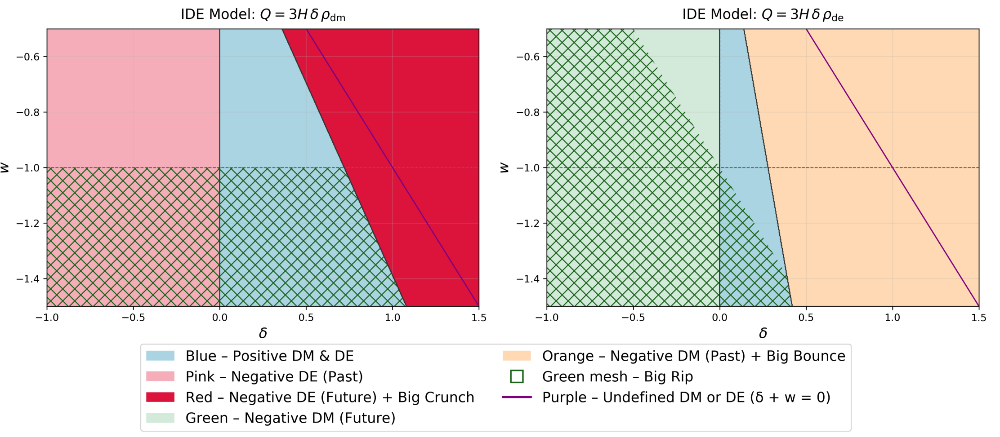 IDE Model: Q = 3H δ ρ_dm
−0.6
−0.8
−1.0
−1.2
−1.4
w
−1.0 −0.5 0.0 0.5 1.0 1.5
δ
IDE Model: Q = 3H δ ρ_de
−0.6
−0.8
−1.0
−1.2
−1.4
w
−1.0 −0.5 0.0 0.5 1.0 1.5
δ
Blue – Positive DM & DE
Pink – Negative DE (Past)
Red – Negative DE (Future) + Big Crunch
Green – Negative DM (Future)
Orange – Negative DM (Past) + Big Bounce
Green mesh – Big Rip
Purple – Undefined DM or DE (δ + w = 0)